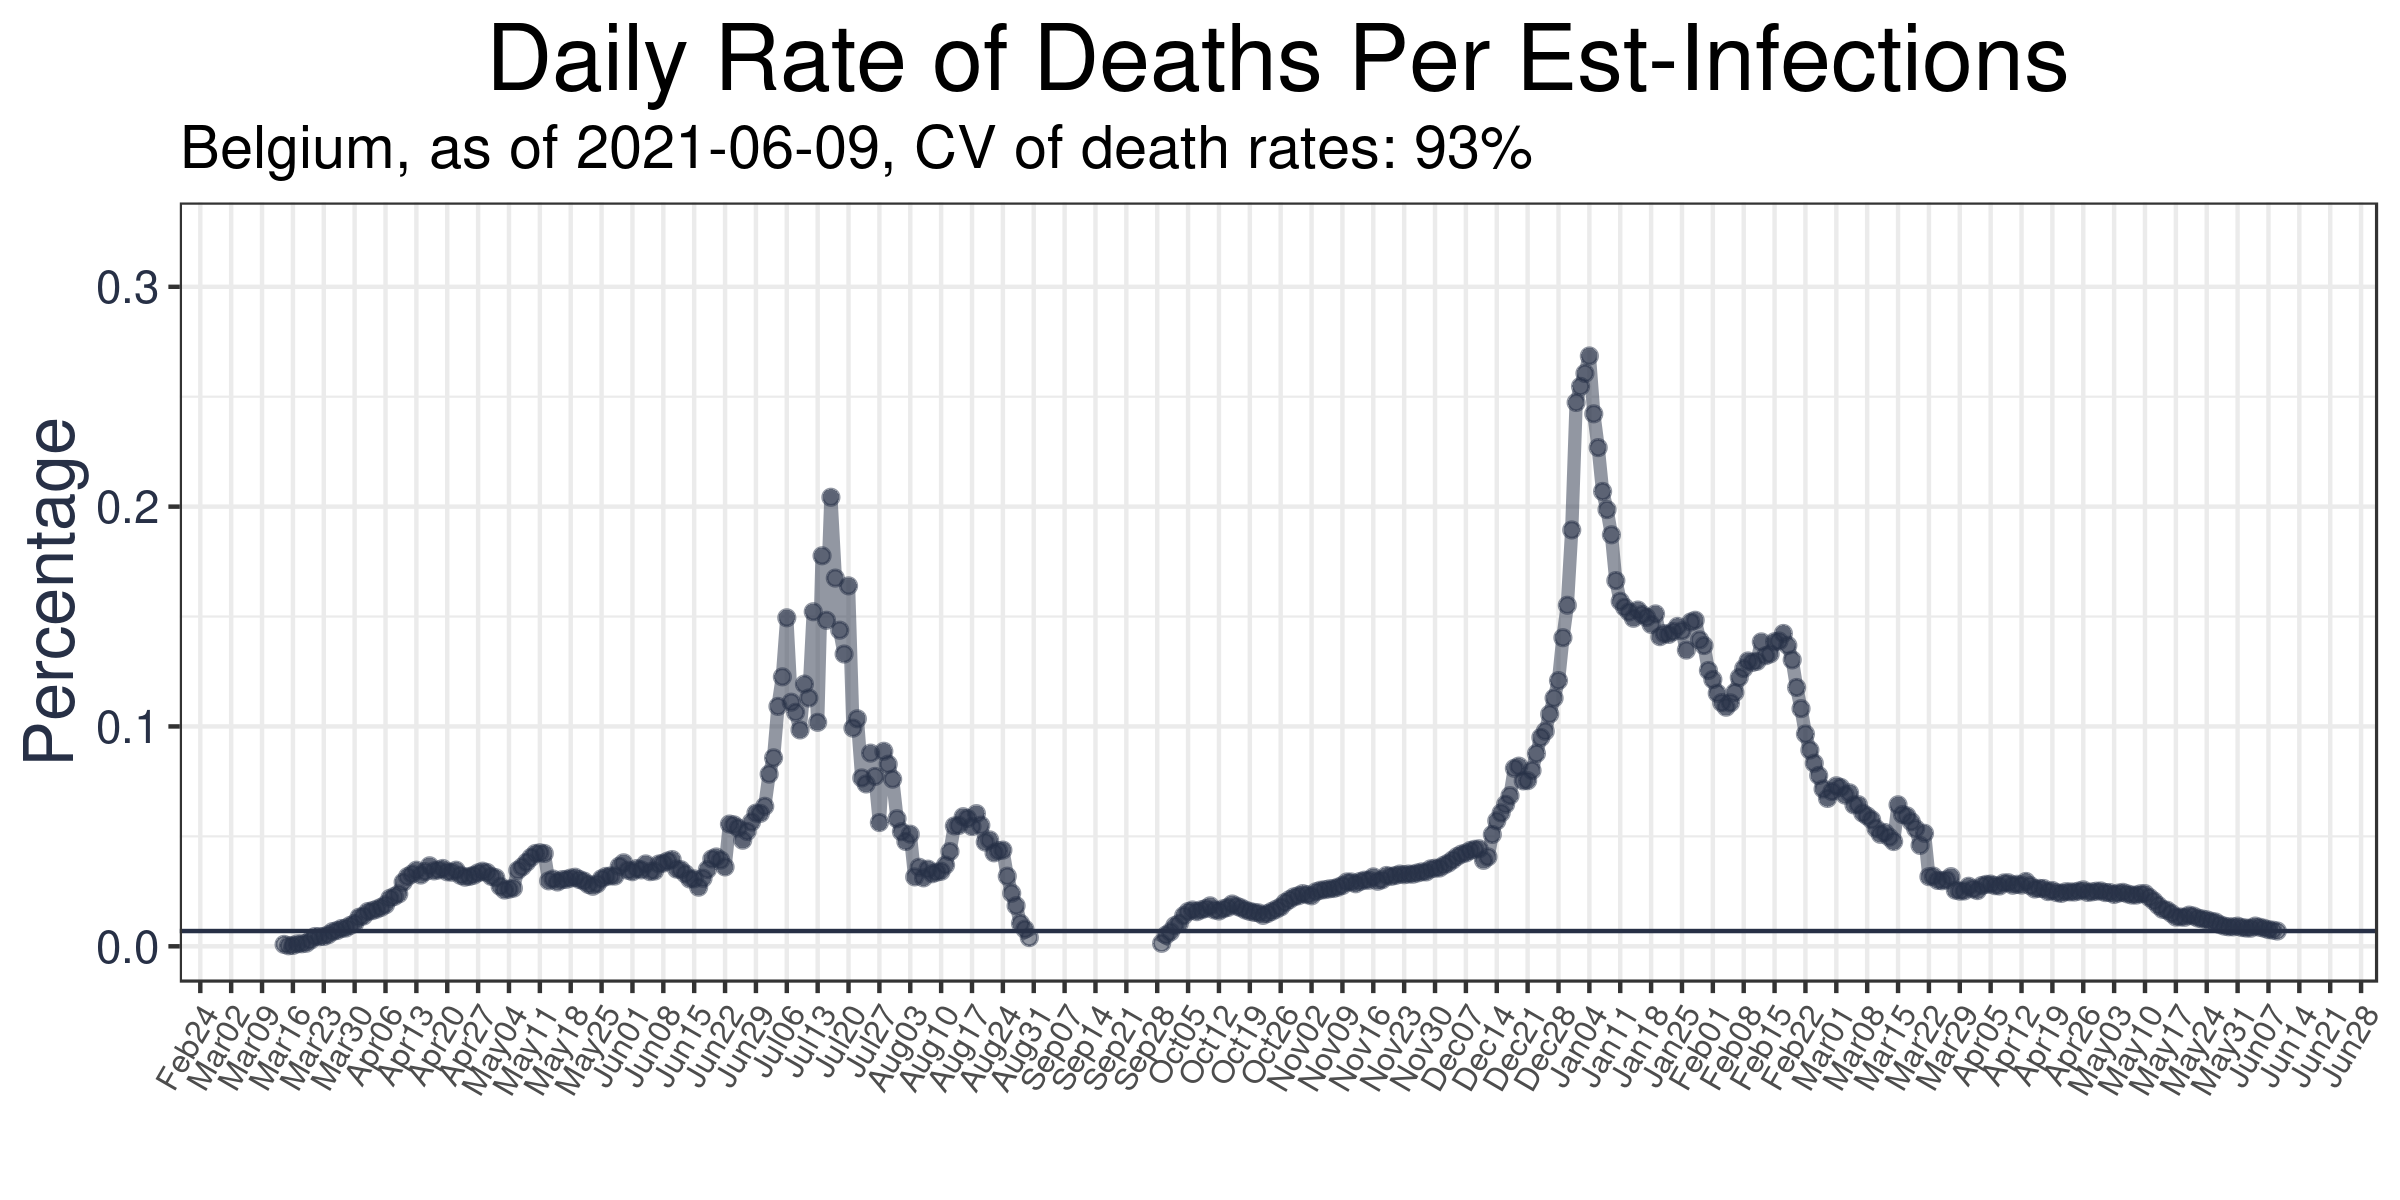 Daily Rate of Deaths Per Est-Infections
Belgium, as of 2021-06-09, CV of death rates: 93%
Percentage
0.3
0.2
0.1
0.0
Feb24
Mar02
Mar09
Mar16
Mar23
Mar30
Apr06
Apr13
Apr20
Apr27
May04
May11
May18
May25
Jun01
Jun08
Jun15
Jun22
Jun29
Jul06
Jul13
Jul20
Jul27
Aug03
Aug10
Aug17
Aug24
Aug31
Sep07
Sep14
Sep21
Sep28
Oct05
Oct12
Oct19
Oct26
Nov02
Nov09
Nov16
Nov23
Nov30
Dec07
Dec14
Dec21
Dec28
Jan04
Jan11
Jan18
Jan25
Feb01
Feb08
Feb15
Feb22
Mar01
Mar08
Mar15
Mar22
Mar29
Apr05
Apr12
Apr19
Apr26
May03
May10
May17
May24
May31
Jun07
Jun14
Jun21
Jun28